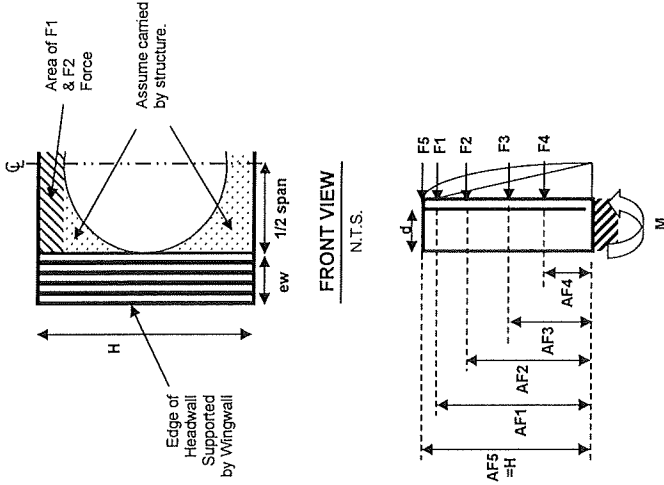 ℄
Area of F1
& F2
Force
Assume carried
by structure.
H
Edge of
Headwall
Supported
by Wingwall
ew
1/2 span
FRONT VIEW
N.T.S.
d
F5
F1
F2
F3
F4
AF5
=H
AF1
AF2
AF3
AF4
M